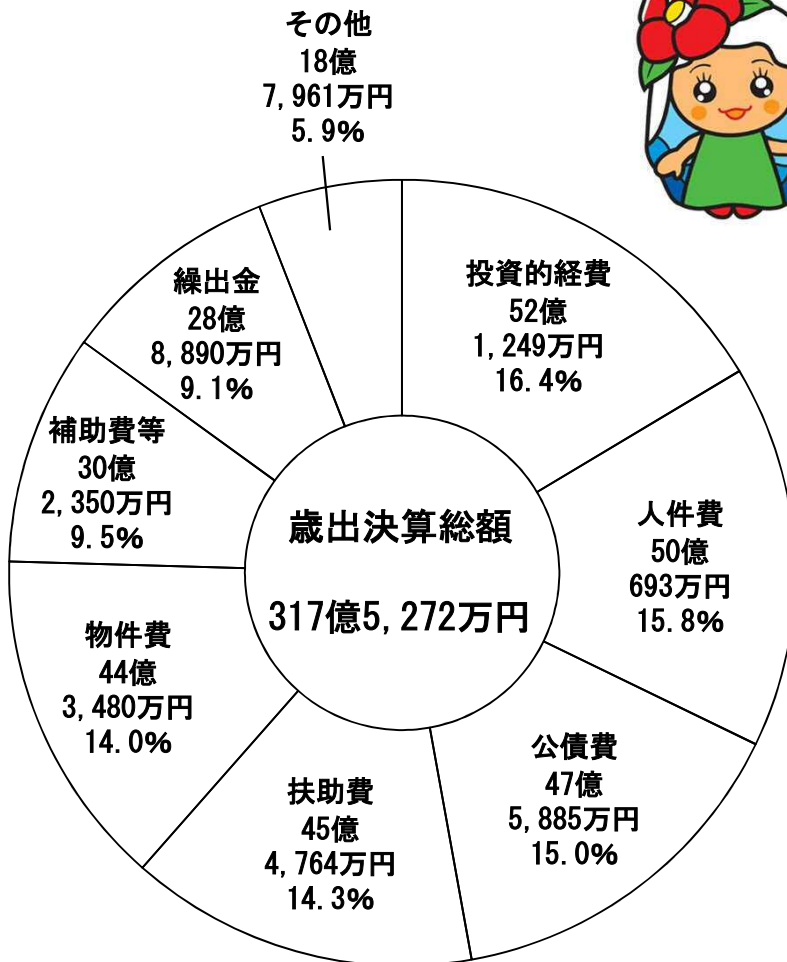 その他
18億
7,961万円
5.9%
投資的経費
52億
1,249万円
16.4%
人件費
50億
693万円
15.8%
公債費
47億
5,885万円
15.0%
扶助費
45億
4,764万円
14.3%
物件費
44億
3,480万円
14.0%
補助費等
30億
2,350万円
9.5%
繰出金
28億
8,890万円
9.1%
歳出決算総額
317億5,272万円